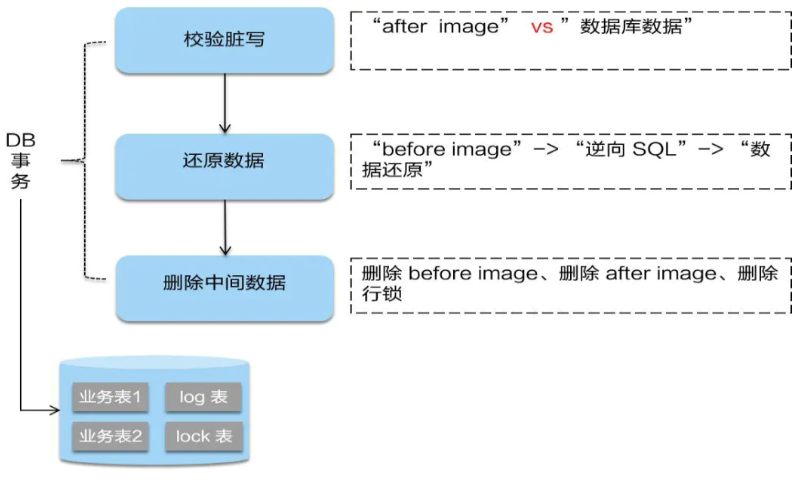 校验脏写
“after image” vs ”数据库数据”
DB
事
务
还原数据
“before image”–> “逆向 SQL”–> “数
据还原”
删除中间数据
删除 before image、删除 after image、删除
行锁
业务表1
log 表
业务表2
lock 表